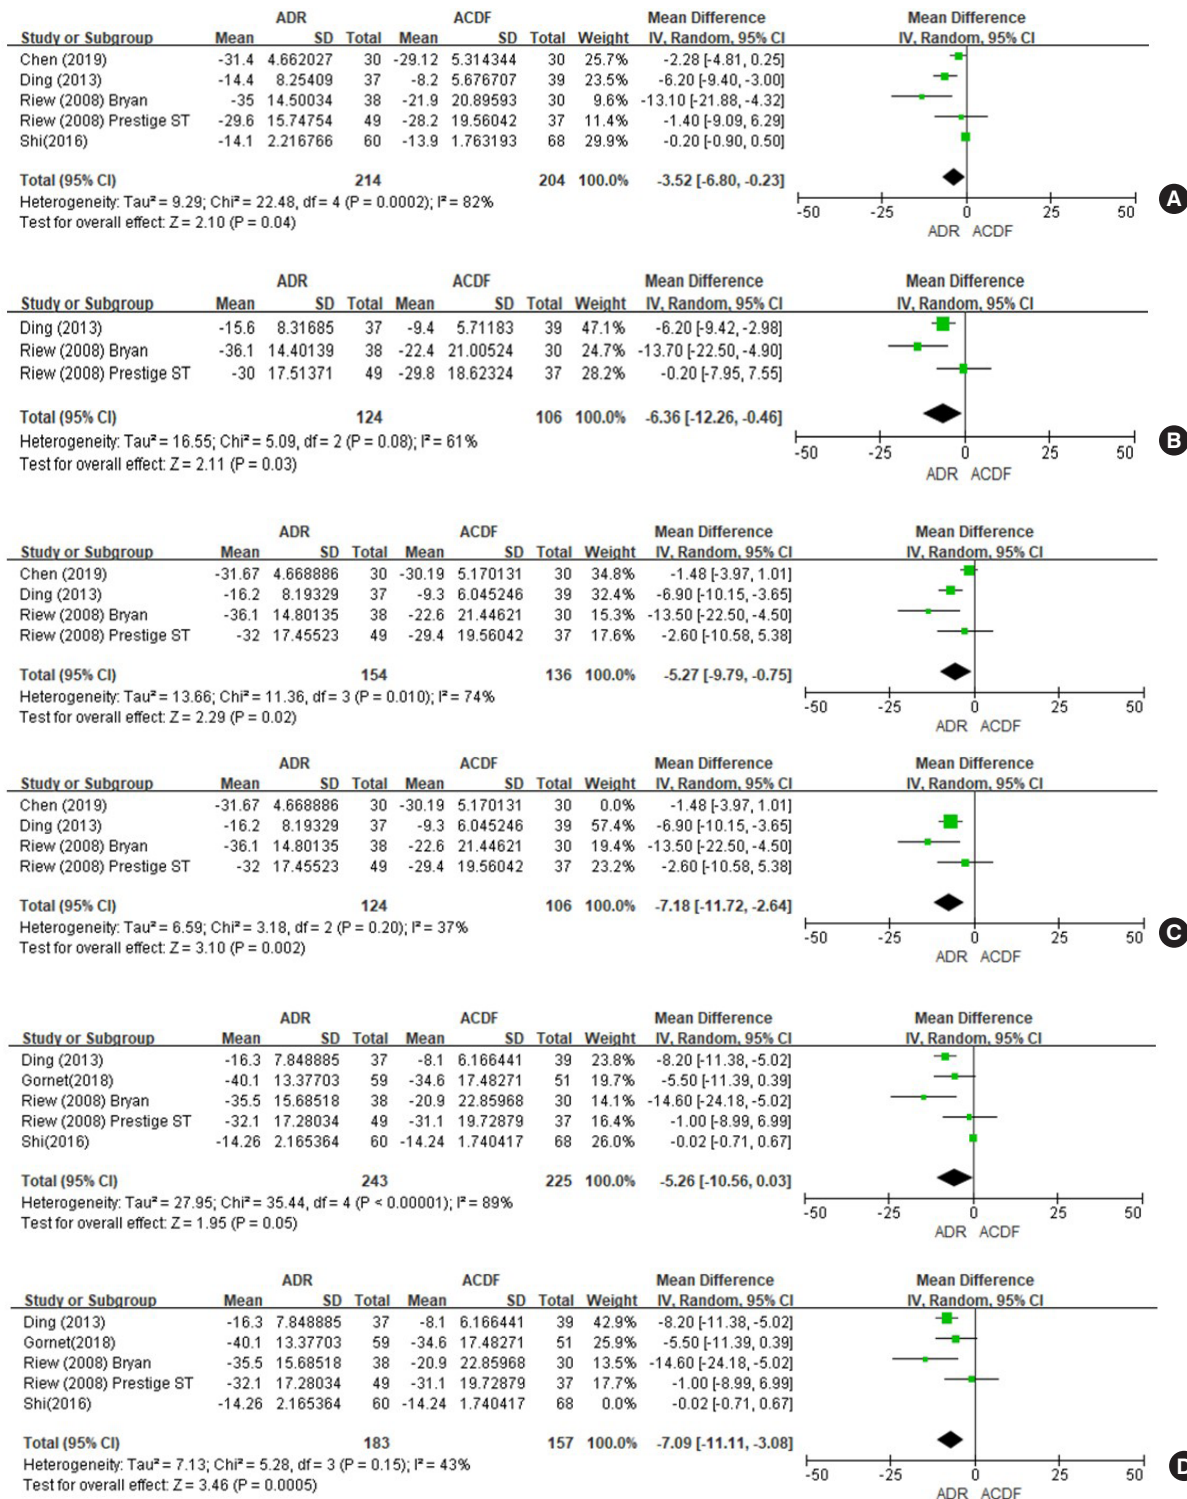 ADR ACDF Mean Difference Mean Difference
Study or Subgroup Mean SD Total Mean SD Total Weight IV, Random, 95% CI IV, Random, 95% CI
Chen (2019) -31.4 4.662027 30 -29.12 5.314344 30 25.7% -2.28 [-4.81, 0.25]
Ding (2013) -14.4 8.25409 37 -8.2 5.676707 39 23.5% -6.20 [-9.40, -3.00]
Riew (2008) Bryan -35 14.50034 38 -21.9 20.89593 30 9.6% -13.10 [-21.88, -4.32]
Riew (2008) Prestige ST -29.6 15.74754 49 -28.2 19.56042 37 11.4% -1.40 [-9.09, 6.29]
Shi(2016) -14.1 2.216766 60 -13.9 1.763193 68 29.9% -0.20 [-0.90, 0.50]
Total (95% CI) 214 204 100.0% -3.52 [-6.80, -0.23]
Heterogeneity: Tau² = 9.29; Chi² = 22.48, df = 4 (P = 0.0002); I² = 82%
Test for overall effect: Z = 2.10 (P = 0.04)
-50 -25 0 25 50
ADR ACDF
A
ADR ACDF Mean Difference Mean Difference
Study or Subgroup Mean SD Total Mean SD Total Weight IV, Random, 95% CI IV, Random, 95% CI
Ding (2013) -15.6 8.31685 37 -9.4 5.71183 39 47.1% -6.20 [-9.42, -2.98]
Riew (2008) Bryan -36.1 14.40139 38 -22.4 21.00524 30 24.7% -13.70 [-22.50, -4.90]
Riew (2008) Prestige ST -30 17.51371 49 -29.8 18.62324 37 28.2% -0.20 [-7.95, 7.55]
Total (95% CI) 124 106 100.0% -6.36 [-12.26, -0.46]
Heterogeneity: Tau² = 16.55; Chi² = 5.09, df = 2 (P = 0.08); I² = 61%
Test for overall effect: Z = 2.11 (P = 0.03)
-50 -25 0 25 50
ADR ACDF
B
ADR ACDF Mean Difference Mean Difference
Study or Subgroup Mean SD Total Mean SD Total Weight IV, Random, 95% CI IV, Random, 95% CI
Chen (2019) -31.67 4.668886 30 -30.19 5.170131 30 34.8% -1.48 [-3.97, 1.01]
Ding (2013) -16.2 8.19329 37 -9.3 6.045246 39 32.4% -6.90 [-10.15, -3.65]
Riew (2008) Bryan -36.1 14.80135 38 -22.6 21.44621 30 15.3% -13.50 [-22.50, -4.50]
Riew (2008) Prestige ST -32 17.45523 49 -29.4 19.56042 37 17.6% -2.60 [-10.58, 5.38]
Total (95% CI) 154 136 100.0% -5.27 [-9.79, -0.75]
Heterogeneity: Tau² = 13.66; Chi² = 11.36, df = 3 (P = 0.010); I² = 74%
Test for overall effect: Z = 2.29 (P = 0.02)
-50 -25 0 25 50
ADR ACDF
ADR ACDF Mean Difference Mean Difference
Study or Subgroup Mean SD Total Mean SD Total Weight IV, Random, 95% CI IV, Random, 95% CI
Chen (2019) -31.67 4.668886 30 -30.19 5.170131 30 0.0% -1.48 [-3.97, 1.01]
Ding (2013) -16.2 8.19329 37 -9.3 6.045246 39 57.4% -6.90 [-10.15, -3.65]
Riew (2008) Bryan -36.1 14.80135 38 -22.6 21.44621 30 19.4% -13.50 [-22.50, -4.50]
Riew (2008) Prestige ST -32 17.45523 49 -29.4 19.56042 37 23.2% -2.60 [-10.58, 5.38]
Total (95% CI) 124 106 100.0% -7.18 [-11.72, -2.64]
Heterogeneity: Tau² = 6.59; Chi² = 3.18, df = 2 (P = 0.20); I² = 37%
Test for overall effect: Z = 3.10 (P = 0.002)
-50 -25 0 25 50
ADR ACDF
C
ADR ACDF Mean Difference Mean Difference
Study or Subgroup Mean SD Total Mean SD Total Weight IV, Random, 95% CI IV, Random, 95% CI
Ding (2013) -16.3 7.848885 37 -8.1 6.166441 39 23.8% -8.20 [-11.38, -5.02]
Gornet(2018) -40.1 13.37703 59 -34.6 17.48271 51 19.7% -5.50 [-11.39, 0.39]
Riew (2008) Bryan -35.5 15.68518 38 -20.9 22.85968 30 14.1% -14.60 [-24.18, -5.02]
Riew (2008) Prestige ST -32.1 17.28034 49 -31.1 19.72879 37 16.4% -1.00 [-8.99, 6.99]
Shi(2016) -14.26 2.165364 60 -14.24 1.740417 68 26.0% -0.02 [-0.71, 0.67]
Total (95% CI) 243 225 100.0% -5.26 [-10.56, 0.03]
Heterogeneity: Tau² = 27.95; Chi² = 35.44, df = 4 (P < 0.00001); I² = 89%
Test for overall effect: Z = 1.95 (P = 0.05)
-50 -25 0 25 50
ADR ACDF
ADR ACDF Mean Difference Mean Difference
Study or Subgroup Mean SD Total Mean SD Total Weight IV, Random, 95% CI IV, Random, 95% CI
Ding (2013) -16.3 7.848885 37 -8.1 6.166441 39 42.9% -8.20 [-11.38, -5.02]
Gornet(2018) -40.1 13.37703 59 -34.6 17.48271 51 25.9% -5.50 [-11.39, 0.39]
Riew (2008) Bryan -35.5 15.68518 38 -20.9 22.85968 30 13.5% -14.60 [-24.18, -5.02]
Riew (2008) Prestige ST -32.1 17.28034 49 -31.1 19.72879 37 17.7% -1.00 [-8.99, 6.99]
Shi(2016) -14.26 2.165364 60 -14.24 1.740417 68 0.0% -0.02 [-0.71, 0.67]
Total (95% CI) 183 157 100.0% -7.09 [-11.11, -3.08]
Heterogeneity: Tau² = 7.13; Chi² = 5.28, df = 3 (P = 0.15); I² = 43%
Test for overall effect: Z = 3.46 (P = 0.0005)
-50 -25 0 25 50
ADR ACDF
D